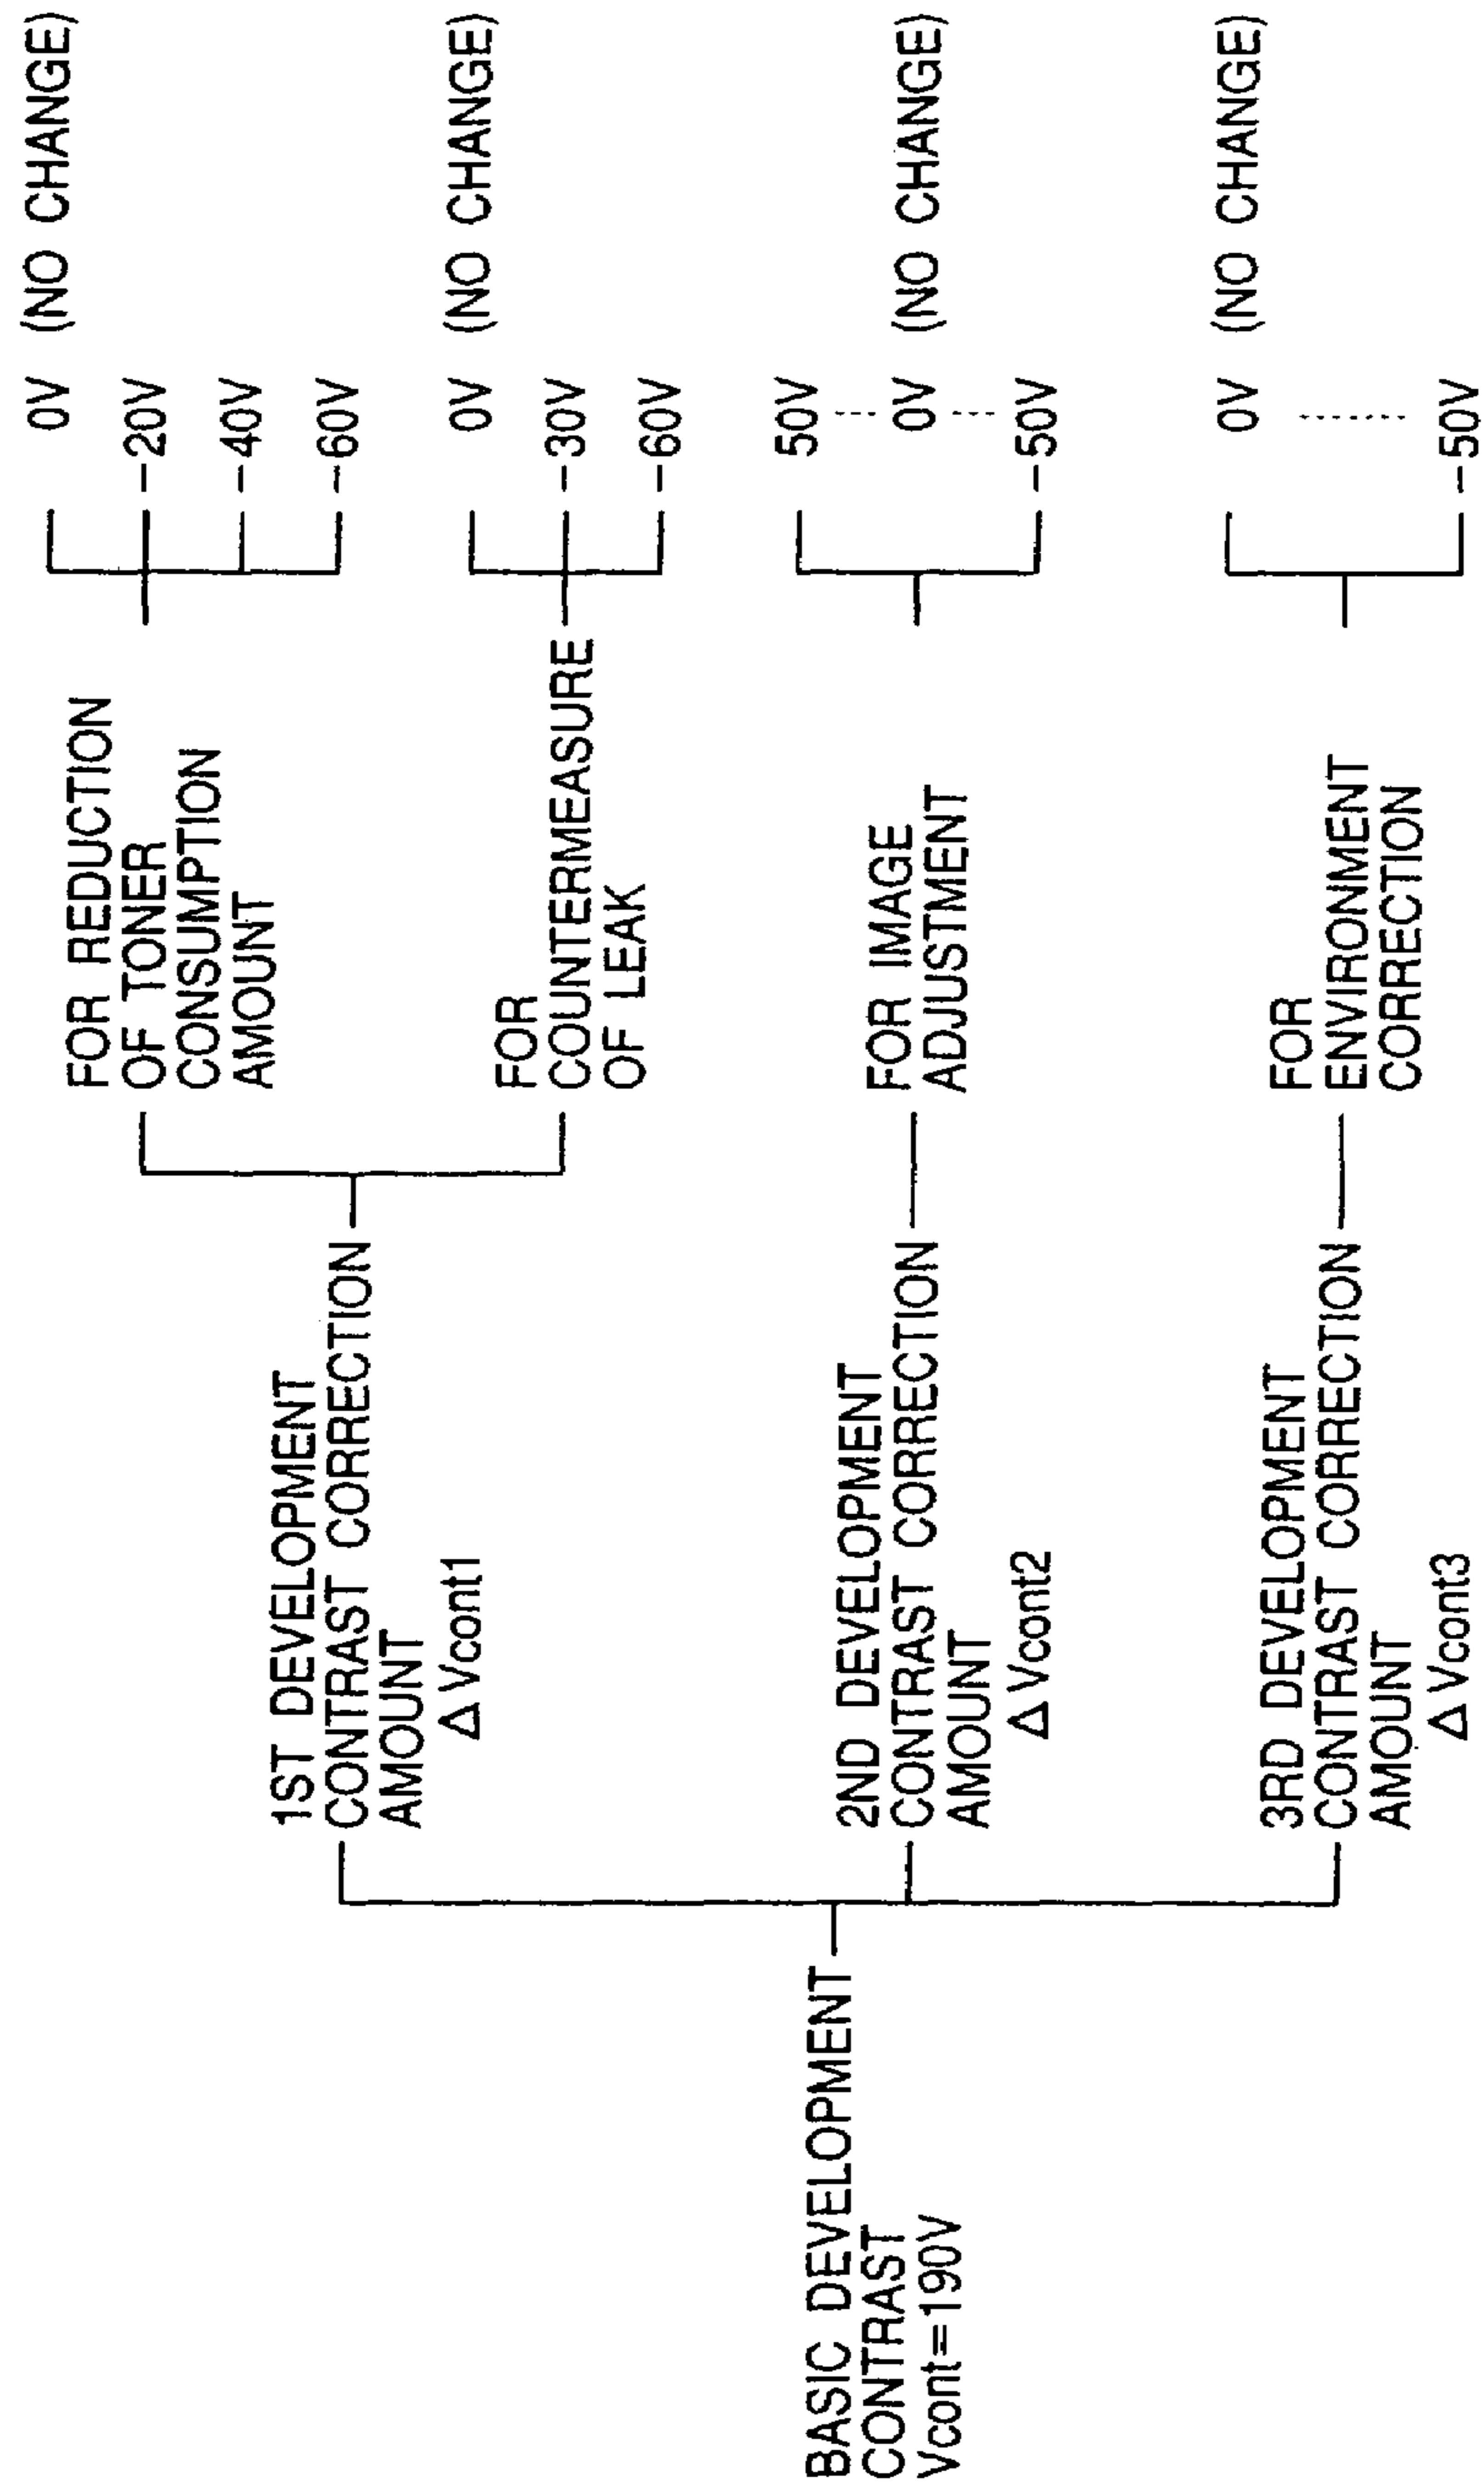 BASIC DEVELOPMENT
CONTRAST
Vcont=190V
1ST DEVELOPMENT
CONTRAST CORRECTION
AMOUNT
Δ Vcont1
FOR REDUCTION
OF TONER
CONSUMPTION
AMOUNT
0V (NO CHANGE)
-20V
-40V
-60V
FOR
COUNTERMEASURE
OF LEAK
0V (NO CHANGE)
-30V
-60V
2ND DEVELOPMENT
CONTRAST CORRECTION
AMOUNT
Δ Vcont2
FOR IMAGE
ADJUSTMENT
50V
0V (NO CHANGE)
-50V
3RD DEVELOPMENT
CONTRAST CORRECTION
AMOUNT
Δ Vcont3
FOR
ENVIRONMENT
CORRECTION
0V (NO CHANGE)
-50V